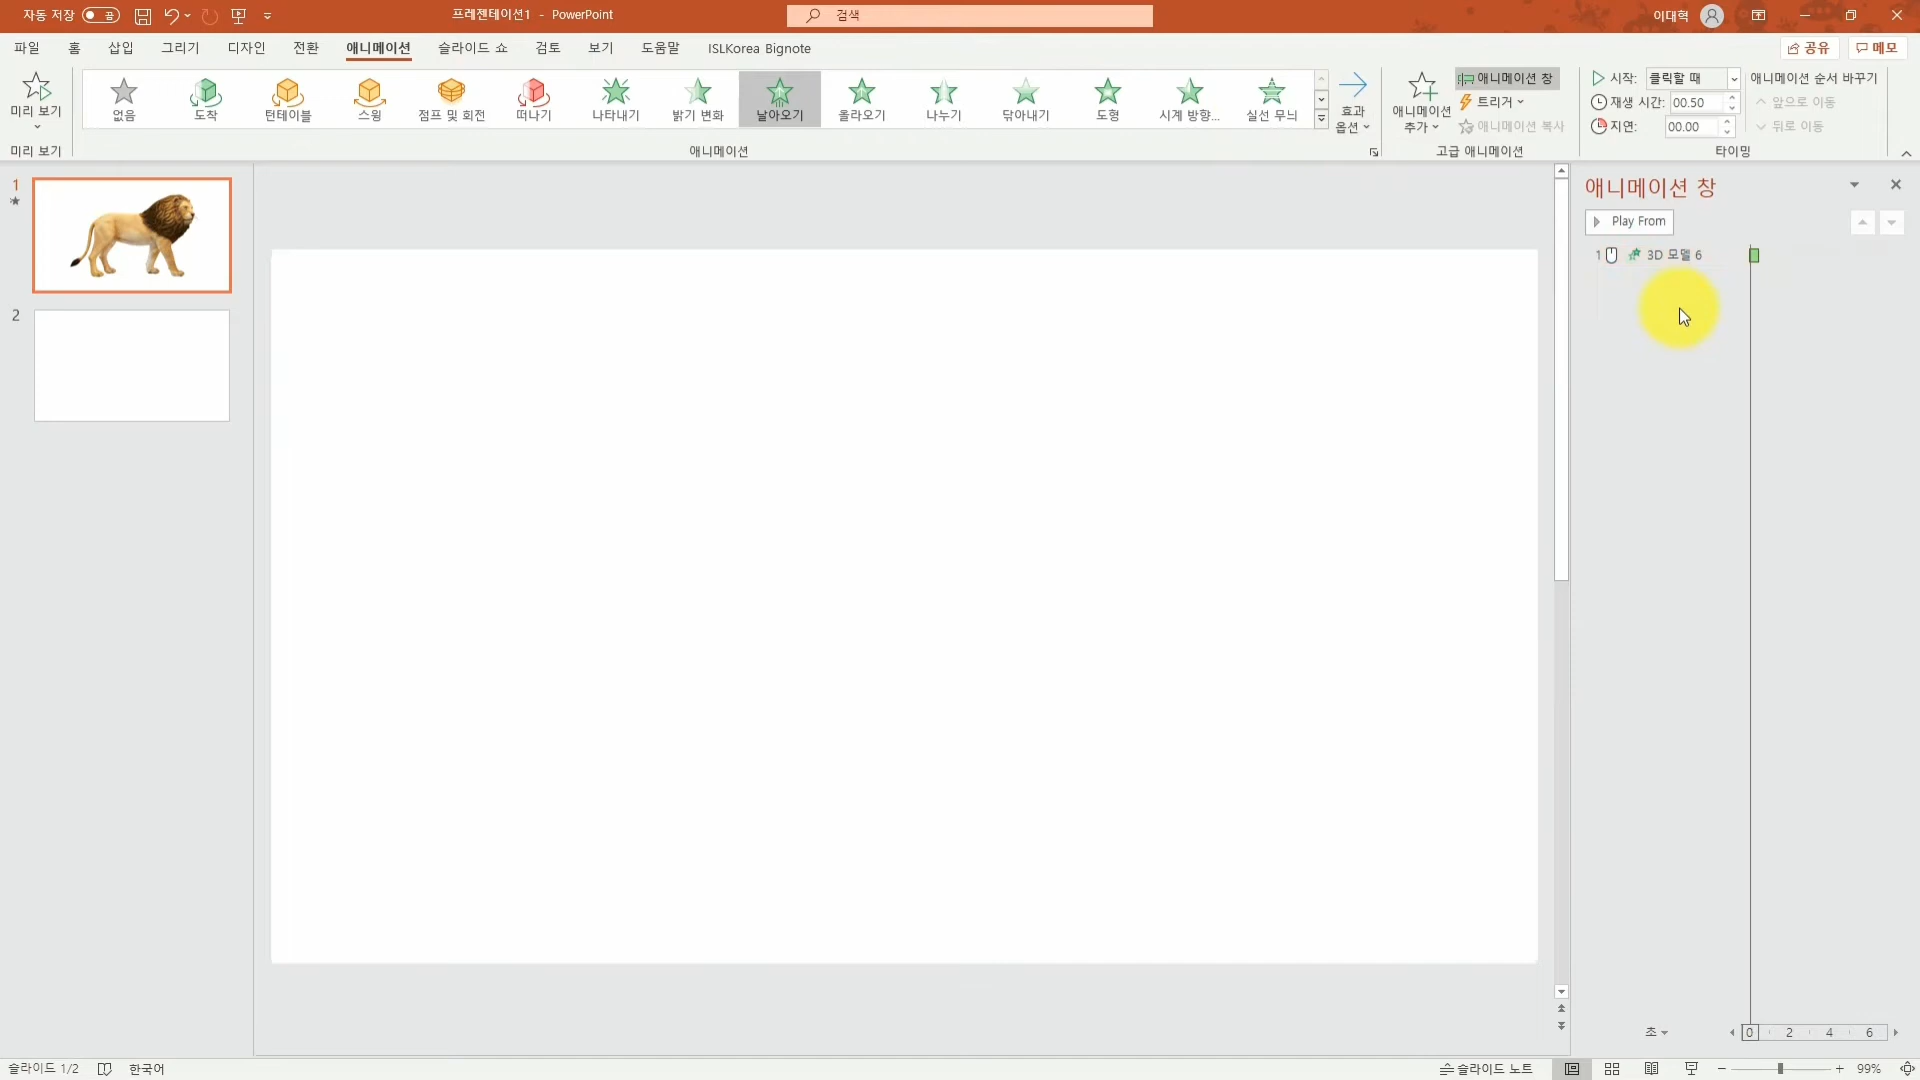 자동 저장 끔 프레젠테이션1 - PowerPoint 검색 이대혁
파일 홈 삽입 그리기 디자인 전환 애니메이션 슬라이드 쇼 검토 보기 도움말 ISLKorea Bignote 공유 메모
미리 보기
없음 도착 턴테이블 스윙 점프 및 회전 떠나기 나타내기 밝기 변화 날아오기 올라오기 나누기 닦아내기 도형 시계 방향... 실선 무늬
효과
옵션
애니메이션
추가
애니메이션 창
트리거
애니메이션 복사
시작: 클릭할 때
재생 시간: 00.50
지연: 00.00
애니메이션 순서 바꾸기
앞으로 이동
뒤로 이동
미리 보기 애니메이션 고급 애니메이션 타이밍
1
2
애니메이션 창
Play From
1 3D 모델 6
초 0 2 4 6
슬라이드 1/2 한국어 슬라이드 노트 99%